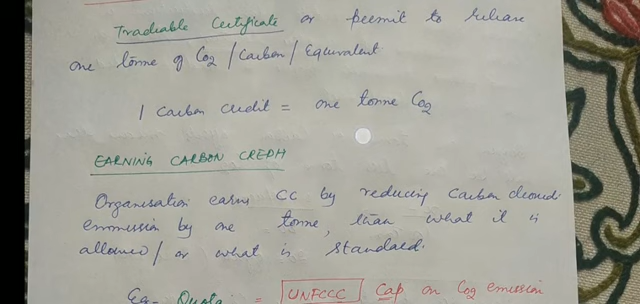 Tradeable Certificate or permit to release
one tonne of CO2 / Carbon / Equivalent
1 Carbon credit = one tonne CO2
EARNING CARBON CREDIT
Organisation earns CC by reducing Carbon dioxide
emmission by one tonne, than what it is
allowed / or what is standard.
Eg- Quota = UNFCCC Cap on CO2 emission